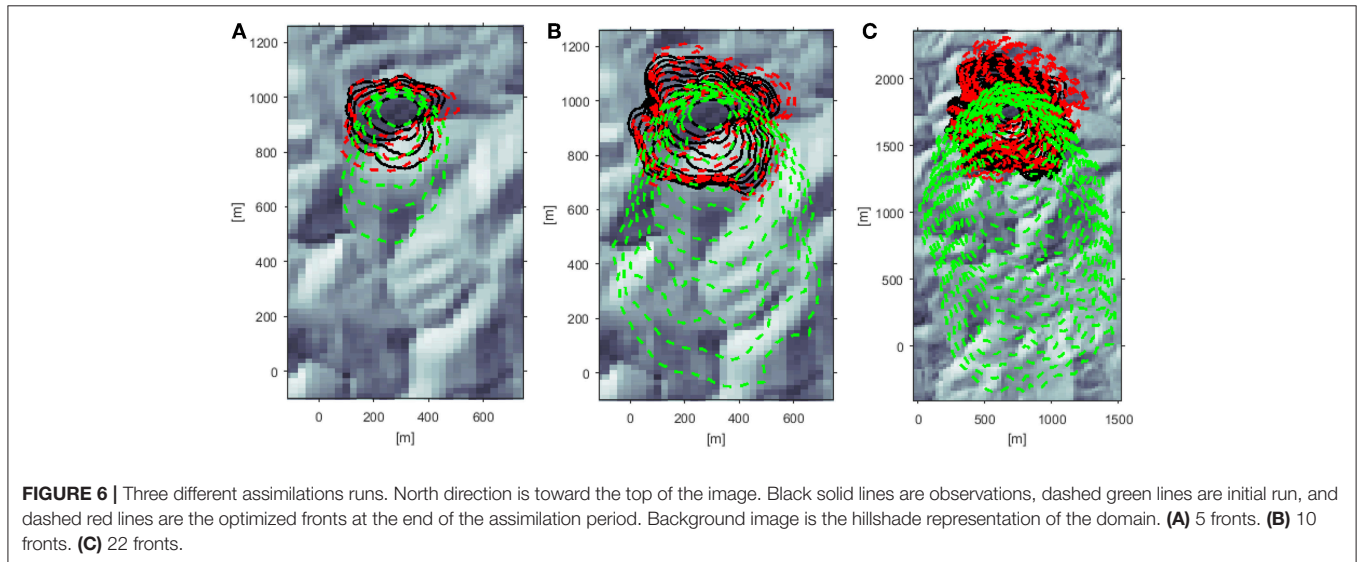 A
B
C
1200
1000
800
600
400
200
0
[m]
0
200
400
600
[m]
1200
1000
800
600
400
200
0
[m]
0
200
400
600
[m]
2000
1500
1000
500
0
[m]
0
500
1000
1500
[m]
FIGURE 6 | Three different assimilations runs. North direction is toward the top of the image. Black solid lines are observations, dashed green lines are initial run, and
dashed red lines are the optimized fronts at the end of the assimilation period. Background image is the hillshade representation of the domain. (A) 5 fronts. (B) 10
fronts. (C) 22 fronts.